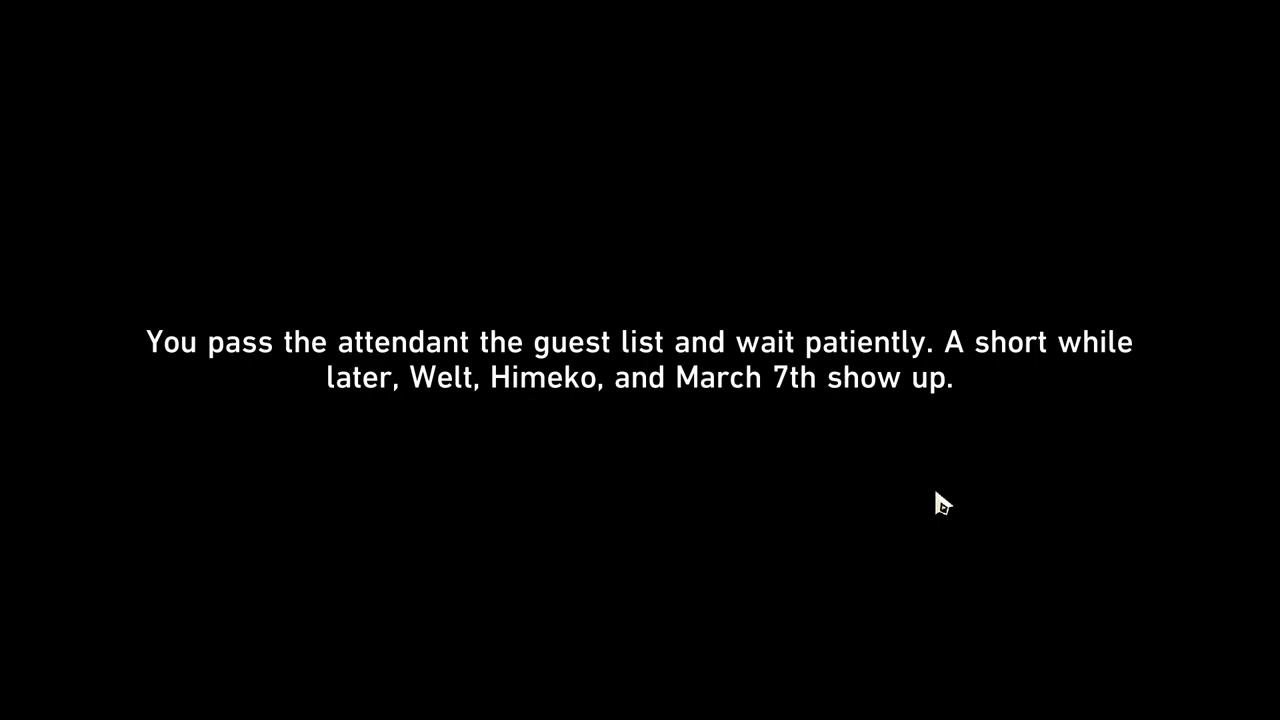 You pass the attendant the guest list and wait patiently. A short while
later, Welt, Himeko, and March 7th show up.